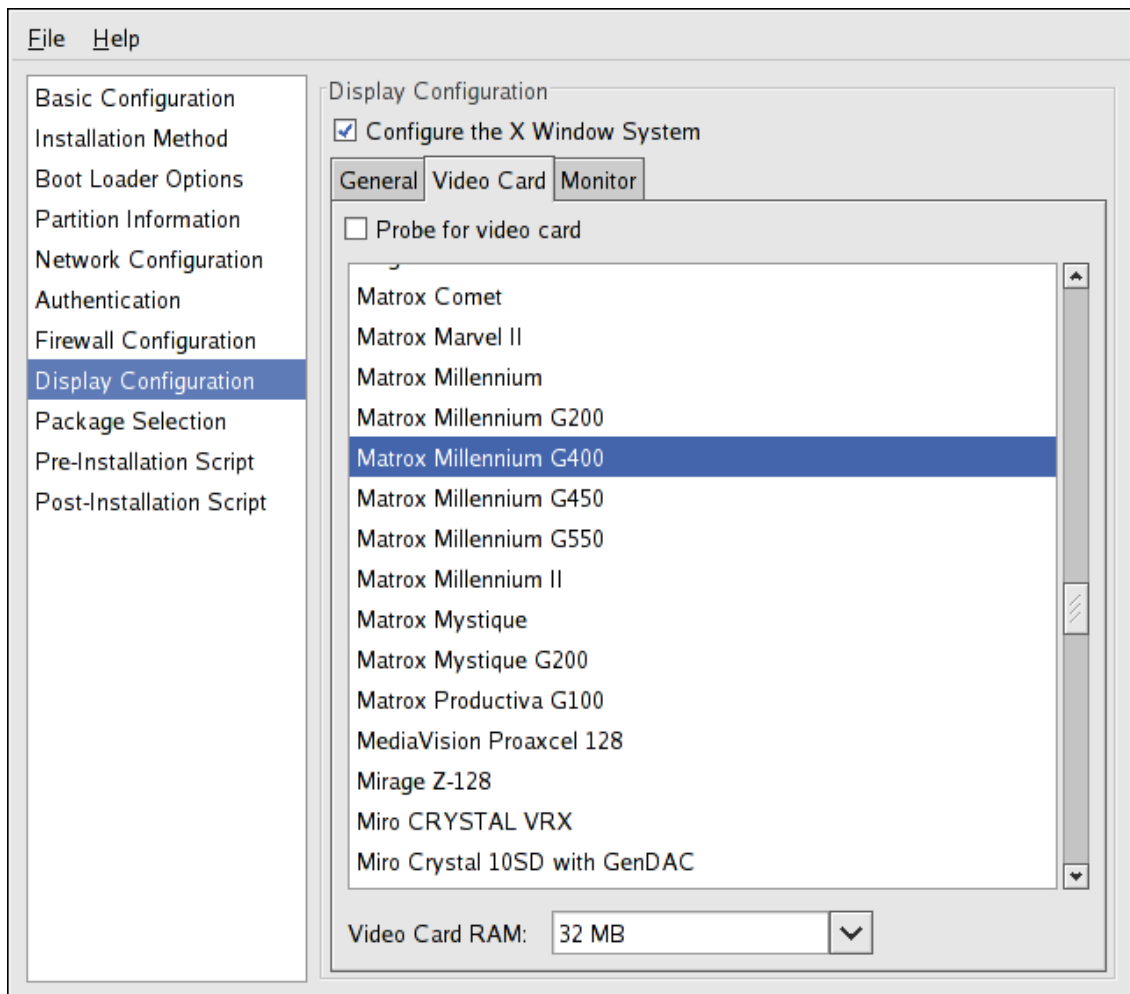 File Help
Basic Configuration
Installation Method
Boot Loader Options
Partition Information
Network Configuration
Authentication
Firewall Configuration
Display Configuration
Package Selection
Pre-Installation Script
Post-Installation Script
Display Configuration
Configure the X Window System
General Video Card Monitor
Probe for video card
Matrox Comet
Matrox Marvel II
Matrox Millennium
Matrox Millennium G200
Matrox Millennium G400
Matrox Millennium G450
Matrox Millennium G550
Matrox Millennium II
Matrox Mystique
Matrox Mystique G200
Matrox Productiva G100
MediaVision Proaxcel 128
Mirage Z-128
Miro CRYSTAL VRX
Miro Crystal 10SD with GenDAC
Video Card RAM: 32 MB